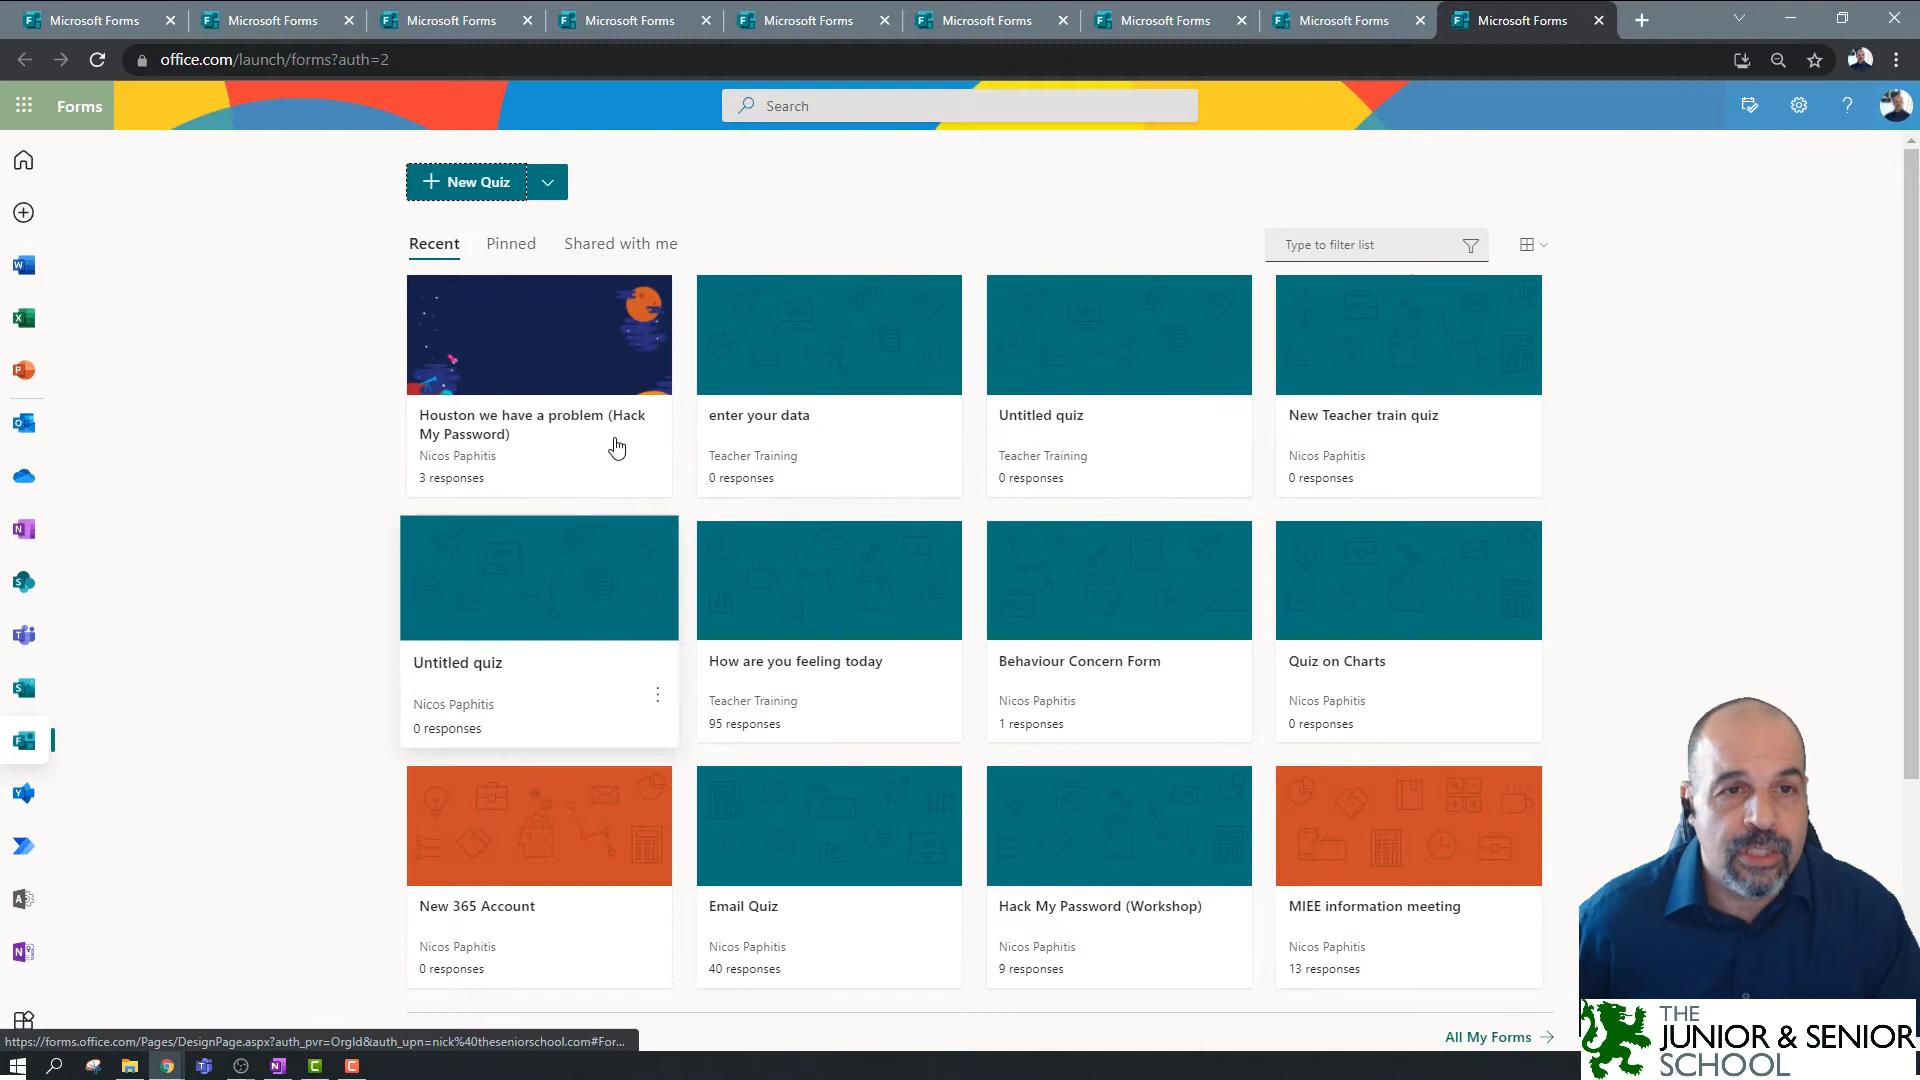 Microsoft Forms
Microsoft Forms
Microsoft Forms
Microsoft Forms
Microsoft Forms
Microsoft Forms
Microsoft Forms
Microsoft Forms
Microsoft Forms
office.com/launch/forms?auth=2
Forms
Search
New Quiz
Recent
Pinned
Shared with me
Type to filter list
Houston we have a problem (Hack
My Password)
Nicos Paphitis
3 responses
enter your data
Teacher Training
0 responses
Untitled quiz
Teacher Training
0 responses
New Teacher train quiz
Nicos Paphitis
0 responses
Untitled quiz
Nicos Paphitis
0 responses
How are you feeling today
Teacher Training
95 responses
Behaviour Concern Form
Nicos Paphitis
1 responses
Quiz on Charts
Nicos Paphitis
0 responses
New 365 Account
Nicos Paphitis
0 responses
Email Quiz
Nicos Paphitis
40 responses
Hack My Password (Workshop)
Nicos Paphitis
9 responses
MIEE information meeting
Nicos Paphitis
13 responses
All My Forms
https://forms.office.com/Pages/DesignPage.aspx?auth_pvr=OrgId&auth_upn=nick%40theseniorschool.com#For...
THE
JUNIOR & SENIOR
SCHOOL